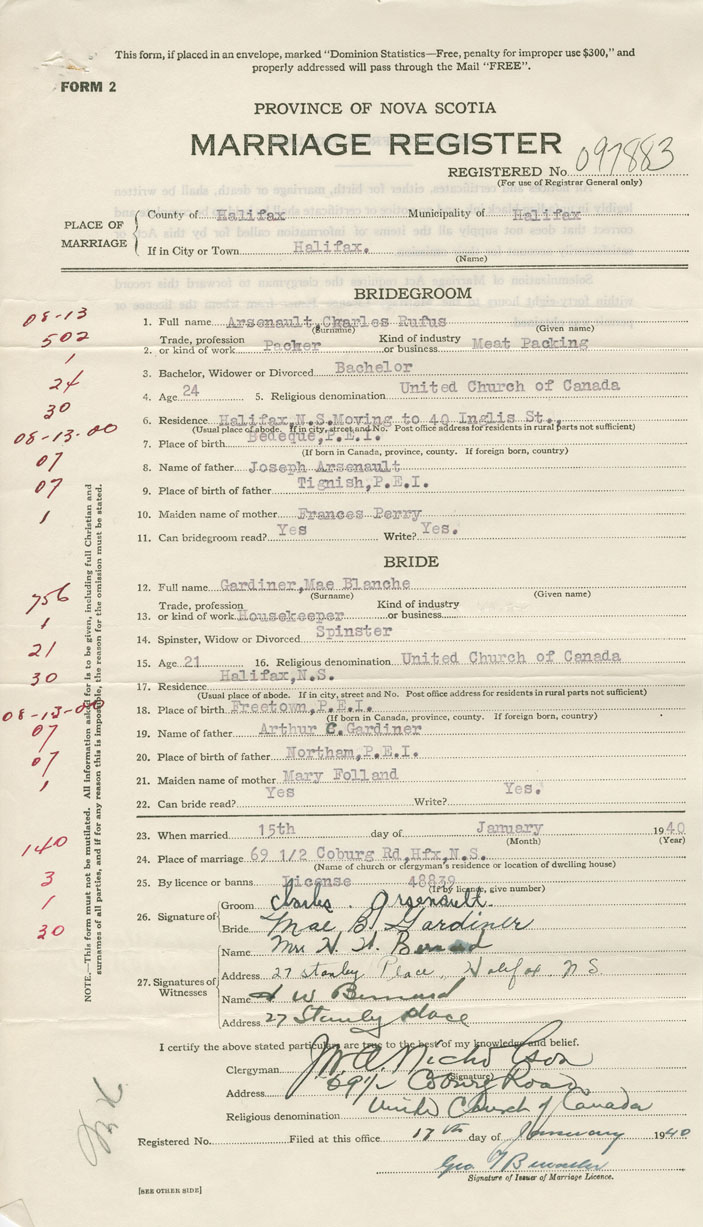 This form, if placed in an envelope, marked "Dominion Statistics—Free, penalty for improper use $300," and
properly addressed will pass through the Mail "FREE".
FORM 2
PROVINCE OF NOVA SCOTIA
MARRIAGE REGISTER
REGISTERED No. 097883
(For use of Registrar General only)
PLACE OF MARRIAGE
County of Halifax Municipality of Halifax
If in City or Town Halifax.
(Name)
BRIDEGROOM
08-13 1. Full name Arsenault, Charles Rufus
(Surname) (Given name)
502 2. Trade, profession or kind of work Packer Kind of industry or business Meat Packing
1 3. Bachelor, Widower or Divorced Bachelor
24 4. Age 24 5. Religious denomination United Church of Canada
30 6. Residence Halifax,N.S.Moving to 40 Inglis St.,
(Usual place of abode. If in city, street and No. Post office address for residents in rural parts not sufficient)
08-13-00 7. Place of birth Bedeque,P.E.I.
(If born in Canada, province, county. If foreign born, country)
07 8. Name of father Joseph Arsenault
07 9. Place of birth of father Tignish,P.E.I.
1 10. Maiden name of mother Frances Perry
11. Can bridegroom read? Yes Write? Yes.
BRIDE
12. Full name Gardiner,Mae Blanche
(Surname) (Given name)
756 13. Trade, profession or kind of work Housekeeper Kind of industry or business
1 14. Spinster, Widow or Divorced Spinster
21 15. Age 21 16. Religious denomination United Church of Canada
30 17. Residence Halifax,N.S.
(Usual place of abode. If in city, street and No. Post office address for residents in rural parts not sufficient)
08-13-00 18. Place of birth Freetown,P.E.I.
(If born in Canada, province, county. If foreign born, country)
07 19. Name of father Arthur C.Gardiner
07 20. Place of birth of father Northam,P.E.I.
1 21. Maiden name of mother Mary Folland
22. Can bride read? Yes Write? Yes.
23. When married 15th day of January 1940
(Month) (Year)
140 24. Place of marriage 69 1/2 Coburg Rd,Hfx,N.S.
(Name of church or clergyman's residence or location of dwelling house)
3 25. By licence or banns License 48839
(If by license, give number)
1 26. Signature of Groom Charles . Arsenault.
30 Bride Mae B. Gardiner
27. Signatures of Witnesses
Name Mrs H. W. Bernard
Address 27 Stanley Place, Halifax N S
Name H W Bernard
Address 27 Stanley Place
NOTE.—This form must not be mutilated. All information asked for is to be given, including full Christian and
surnames of all parties, and if for any reason this is impossible, the reason for the omission must be stated.
I certify the above stated particulars are true to the best of my knowledge and belief.
Clergyman J. W. A. Nicholson
(Signature)
Address 69 1/2 Coburg Road
Religious denomination United Church of Canada
Registered No. Filed at this office 17th day of January 1940
Signature of Issuer of Marriage Licence.
[SEE OTHER SIDE]